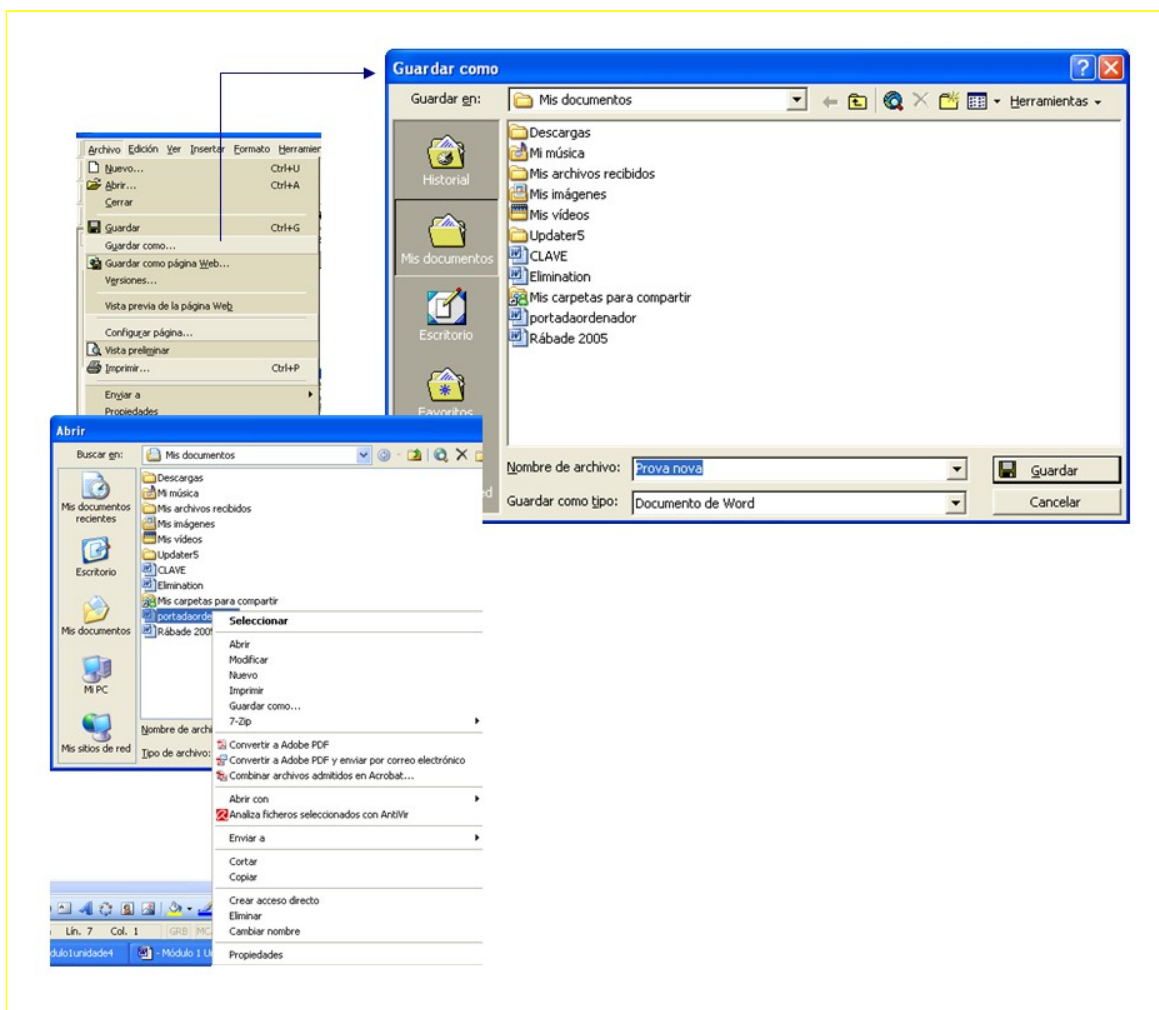 Guardar como
Guardar en:
Mis documentos
Herramientas
Historial
Mis documentos
Escritorio
Favoritos
Descargas
Mi música
Mis archivos recibidos
Mis imágenes
Mis vídeos
Updater5
CLAVE
Elimination
Mis carpetas para compartir
portadaordenador
Rábade 2005
Nombre de archivo:
Prova nova
Guardar
Guardar como tipo:
Documento de Word
Cancelar
Archivo Edición Ver Insertar Formato Herramien
Nuevo... Ctrl+U
Abrir... Ctrl+A
Cerrar
Guardar Ctrl+G
Guardar como...
Guardar como página Web...
Versiones...
Vista previa de la página Web
Configurar página...
Vista preliminar
Imprimir... Ctrl+P
Enviar a
Propiedades
Abrir
Buscar en:
Mis documentos
Mis documentos
recientes
Escritorio
Mis documentos
Mi PC
Mis sitios de red
Descargas
Mi música
Mis archivos recibidos
Mis imágenes
Mis vídeos
Updater5
CLAVE
Elimination
Mis carpetas para compartir
portadaorde
Rábade 200
Nombre de archi
Tipo de archivo:
Seleccionar
Abrir
Modificar
Nuevo
Imprimir
Guardar como...
7-Zip
Convertir a Adobe PDF
Convertir a Adobe PDF y enviar por correo electrónico
Combinar archivos admitidos en Acrobat...
Abrir con
Analiza ficheros seleccionados con AntiVir
Enviar a
Cortar
Copiar
Crear acceso directo
Eliminar
Cambiar nombre
Propiedades
Lín. 7 Col. 1 GRB
dulo1unidade4 - Módulo 1 U